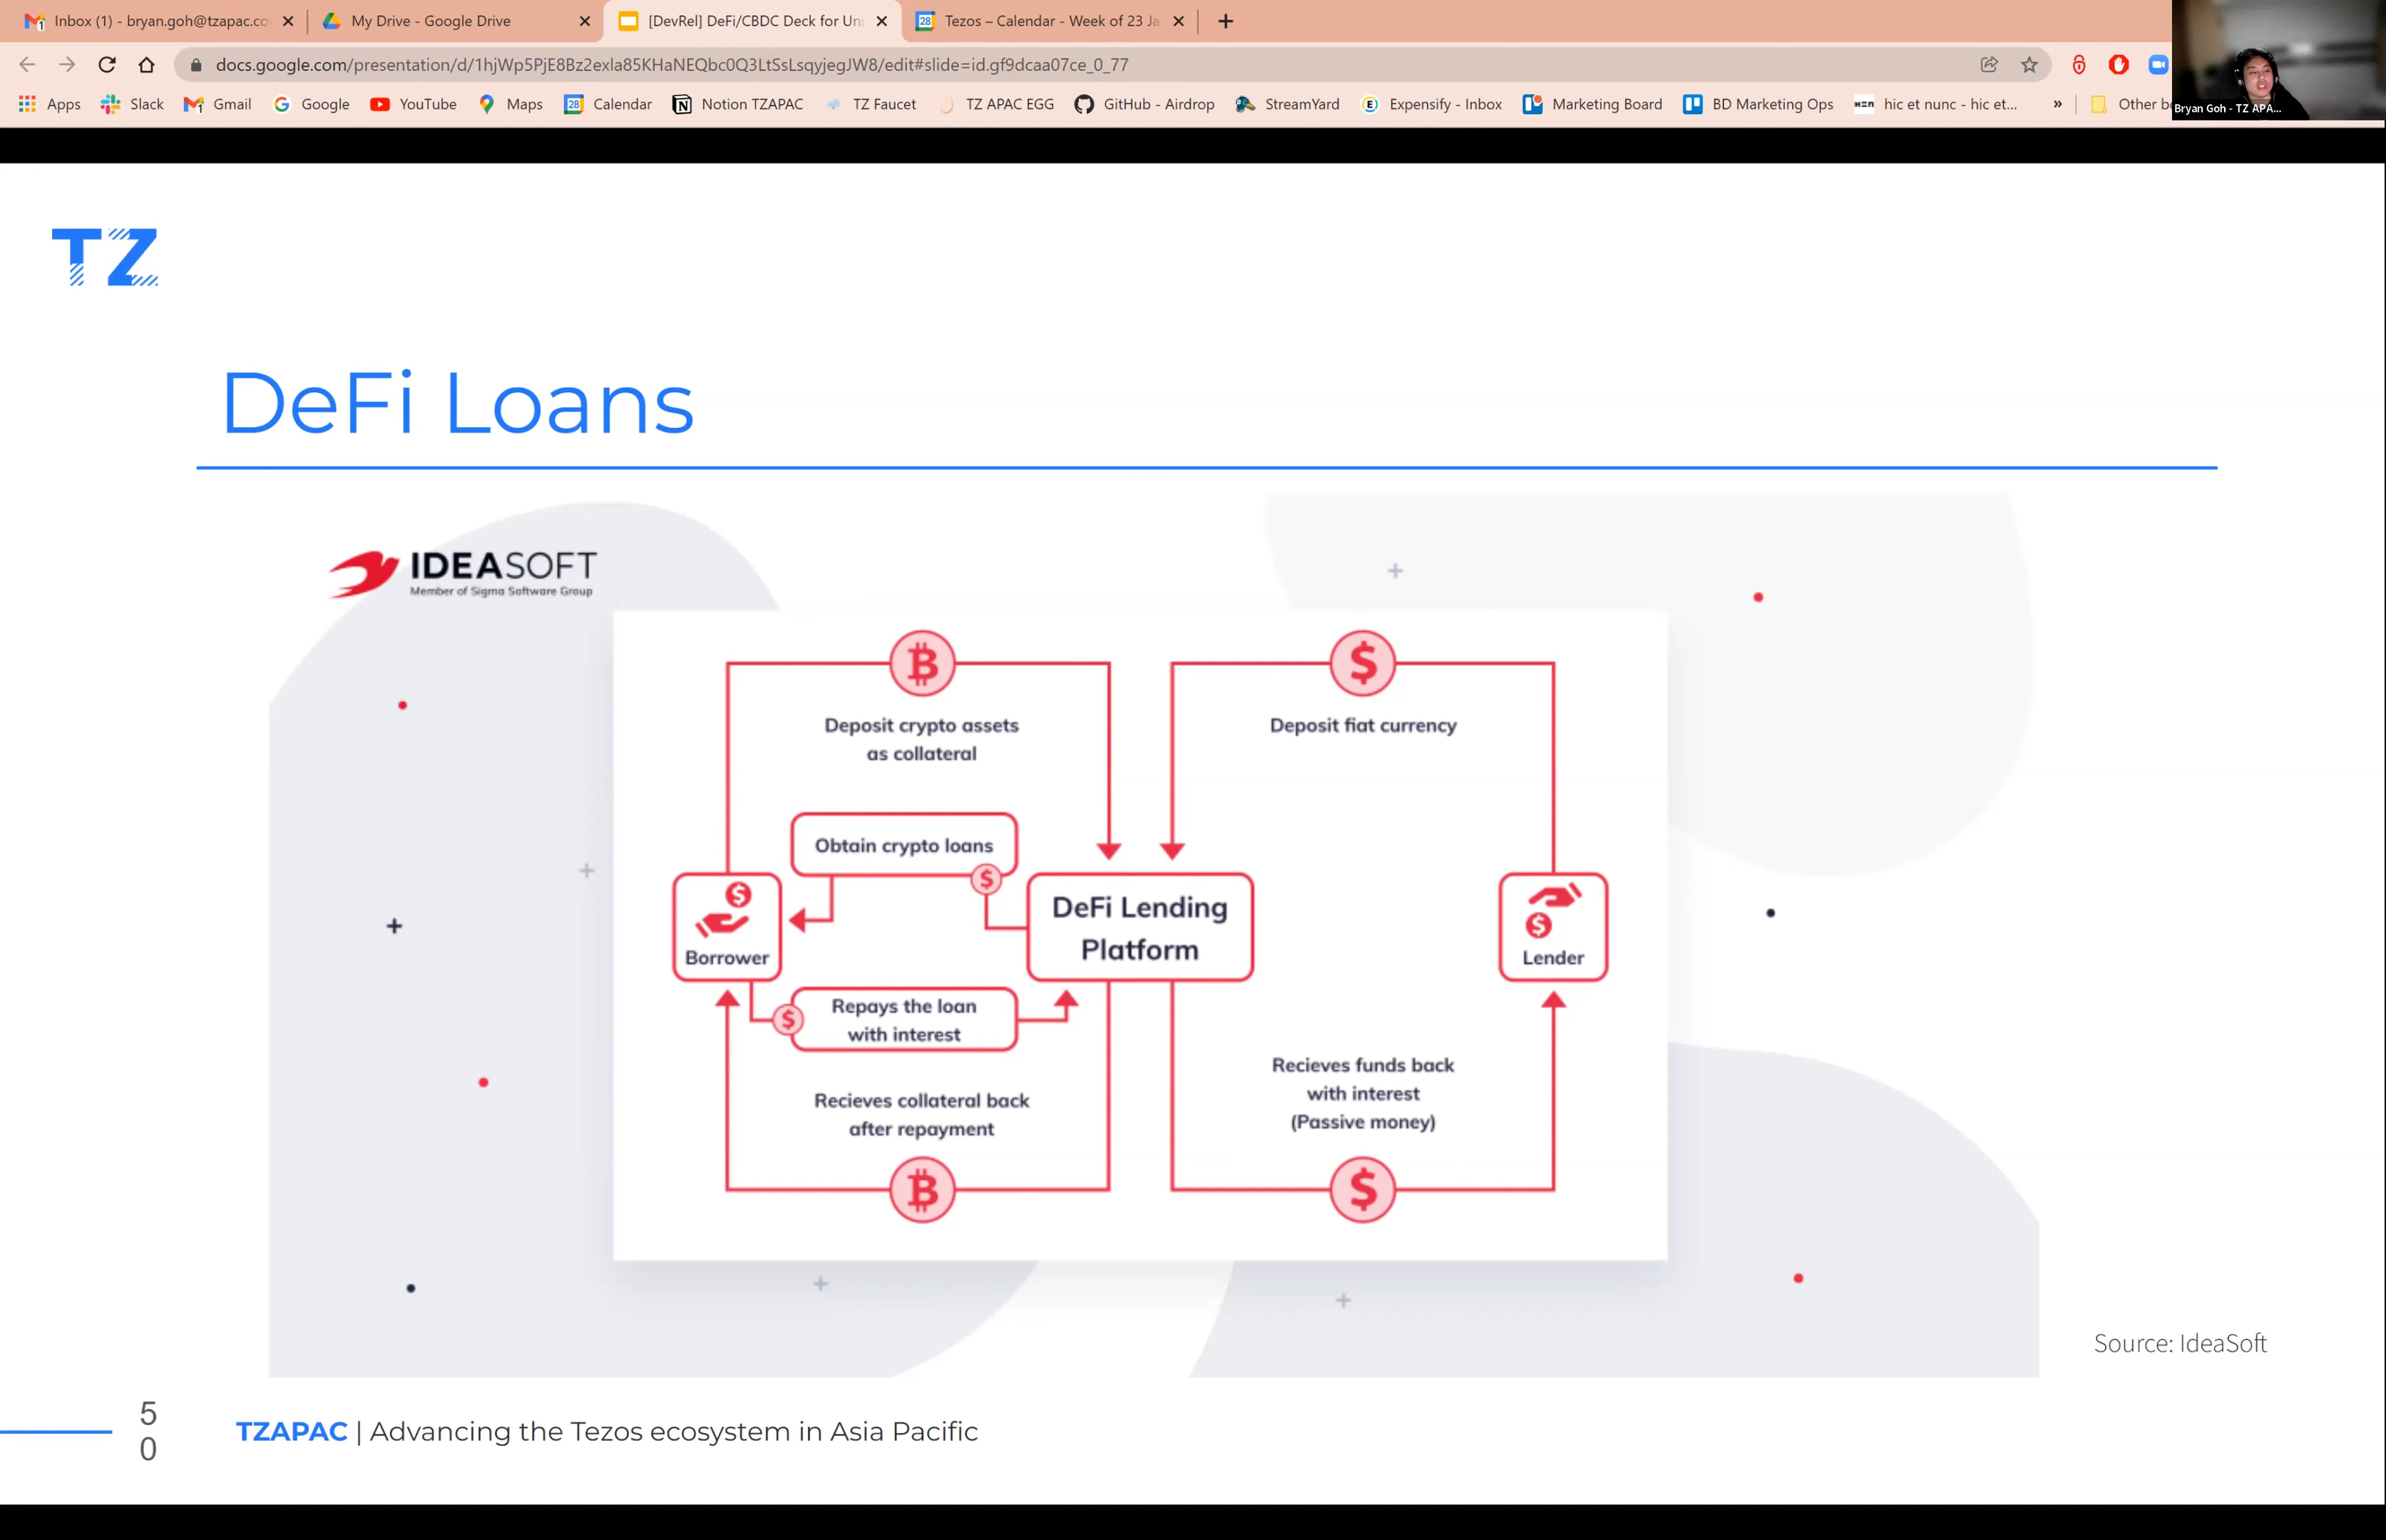 Inbox (1) - bryan.goh@tzapac.co
My Drive - Google Drive
[DevRel] DeFi/CBDC Deck for Uni
28
Tezos – Calendar - Week of 23 Ja
docs.google.com/presentation/d/1hjWp5PjE8Bz2exla85KHaNEQbc0Q3LtSsLsqyjegJW8/edit#slide=id.gf9dcaa07ce_0_77
Apps
Slack
Gmail
Google
YouTube
Maps
28
Calendar
Notion TZAPAC
TZ Faucet
TZ APAC EGG
GitHub - Airdrop
StreamYard
Expensify - Inbox
Marketing Board
BD Marketing Ops
hic et nunc - hic et...
»
Other b
Bryan Goh - TZ APA...
TZ
DeFi Loans
IDEASOFT
Member of Sigma Software Group
Deposit crypto assets
as collateral
Deposit fiat currency
Obtain crypto loans
DeFi Lending
Platform
Borrower
Lender
Repays the loan
with interest
Recieves collateral back
after repayment
Recieves funds back
with interest
(Passive money)
Source: IdeaSoft
5
0
TZAPAC | Advancing the Tezos ecosystem in Asia Pacific